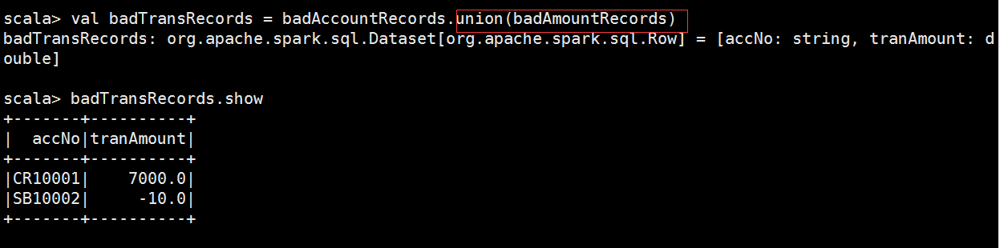 scala> val badTransRecords = badAccountRecords.union(badAmountRecords)
badTransRecords: org.apache.spark.sql.Dataset[org.apache.spark.sql.Row] = [accNo: string, tranAmount: d
ouble]
scala> badTransRecords.show
+-------+----------+
|  accNo|tranAmount|
+-------+----------+
|CR10001|    7000.0|
|SB10002|     -10.0|
+-------+----------+